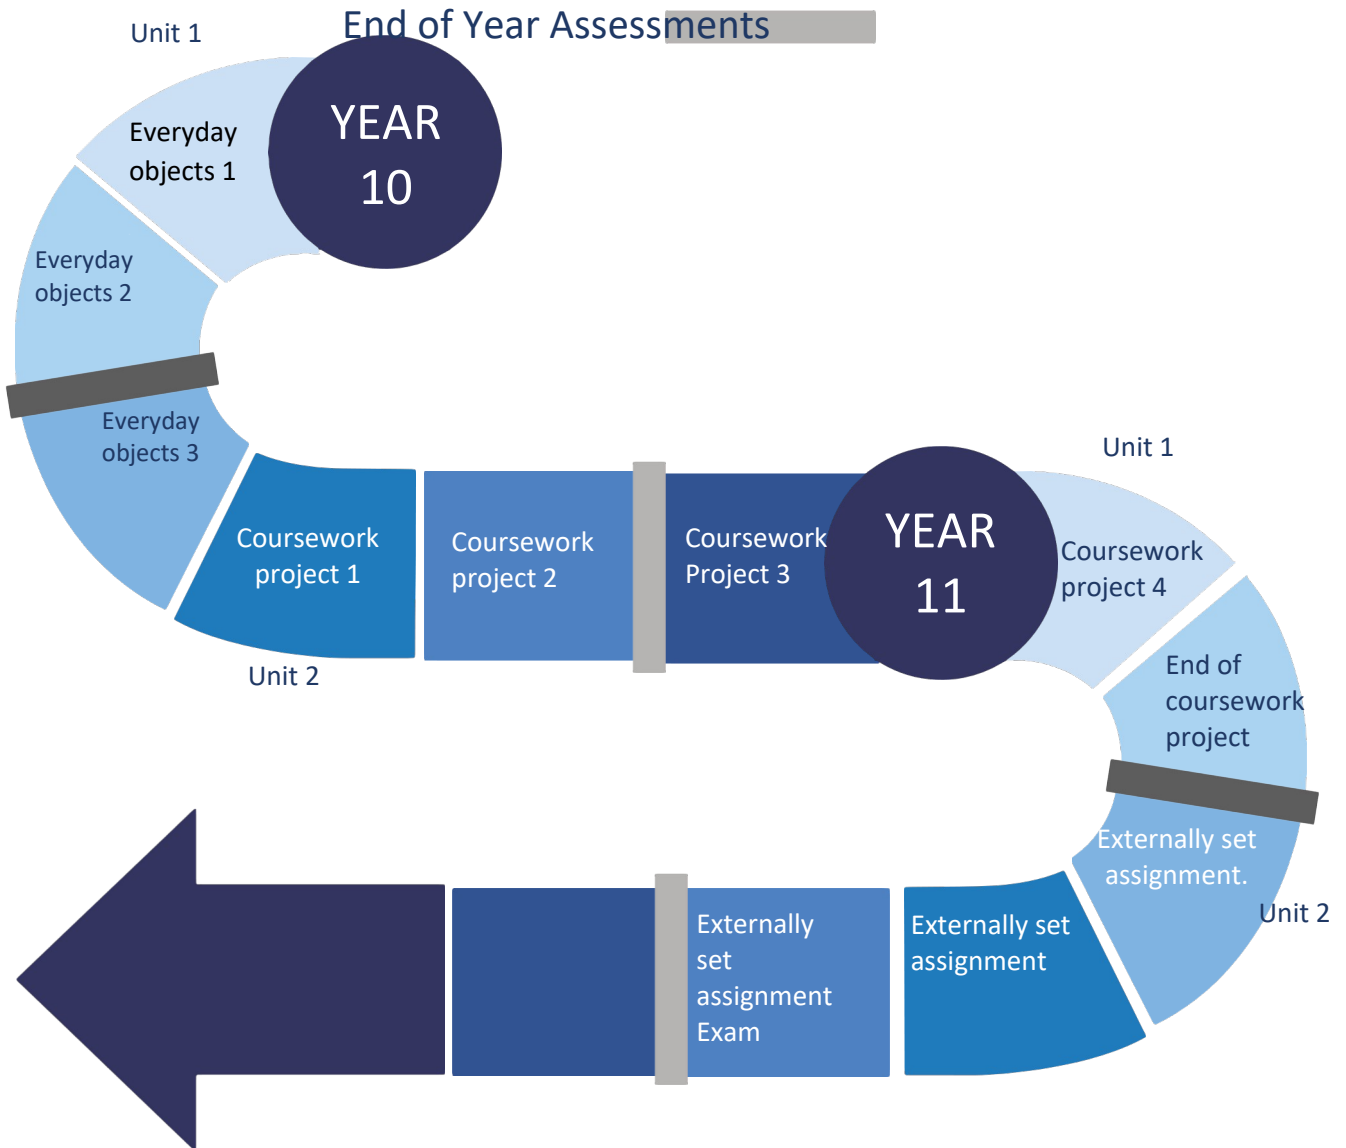 End of Year Assessments
Unit 1
YEAR
10
Everyday
objects 1
Everyday
objects 2
Everyday
objects 3
Coursework
project 1
Unit 2
Coursework
project 2
Coursework
Project 3
YEAR
11
Unit 1
Coursework
project 4
End of
coursework
project
Externally set
assignment.
Unit 2
Externally set
assignment
Externally
set
assignment
Exam